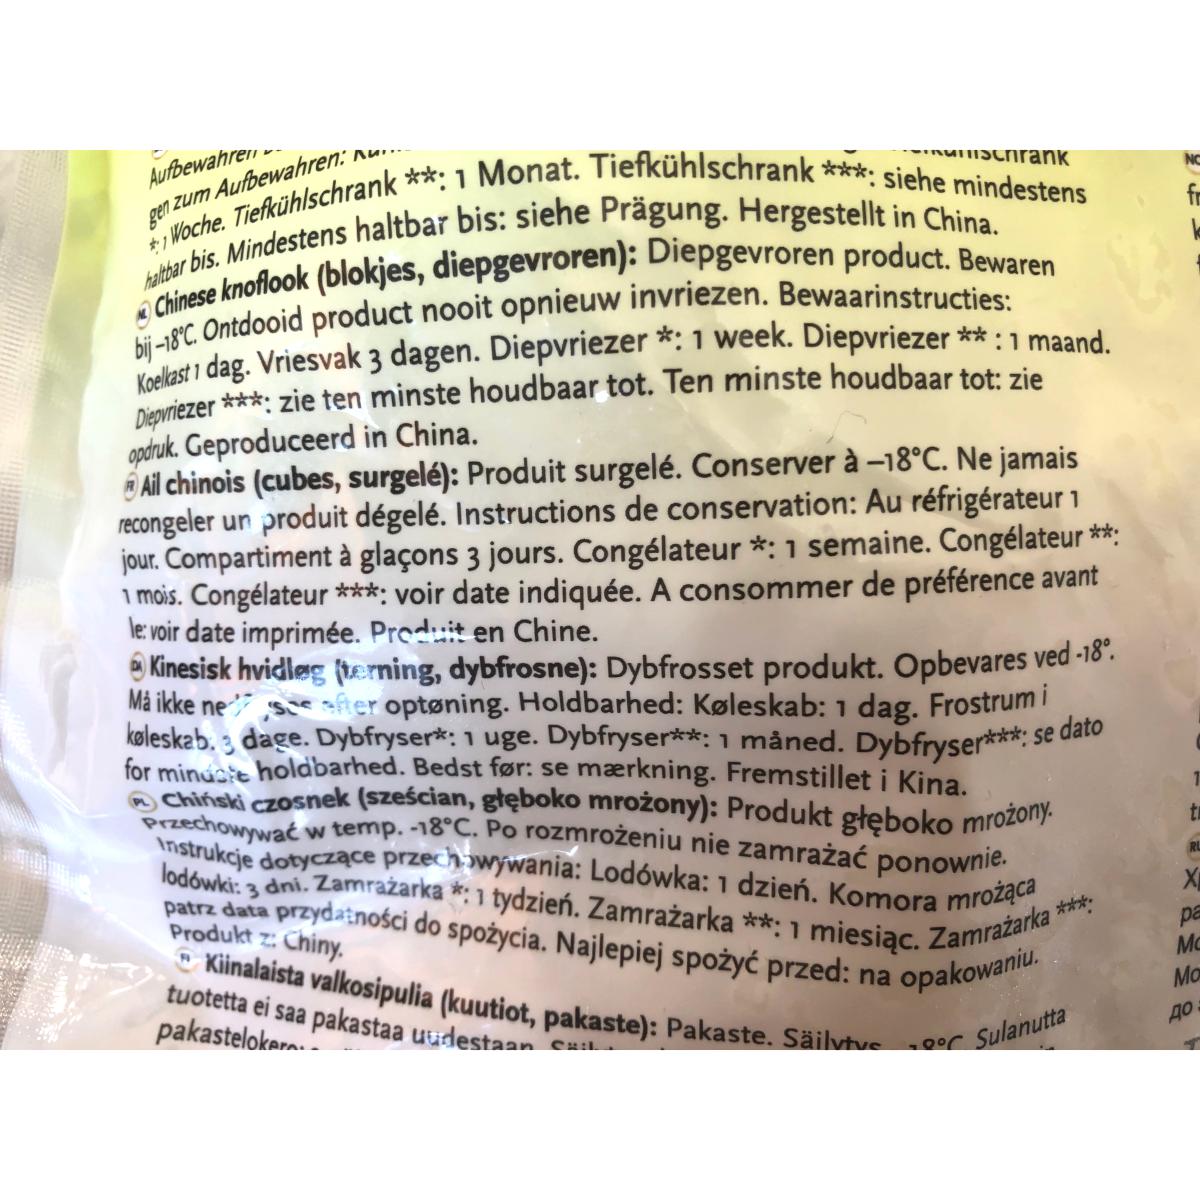 Aufbewahren
gen zum Aufbewahren:
*: 1 Woche. Tiefkühlschrank **: 1 Monat. Tiefkühlschrank ***: siehe mindestens
haltbar bis. Mindestens haltbar bis: siehe Prägung. Hergestellt in China.
NL Chinese knoflook (blokjes, diepgevroren): Diepgevroren product. Bewaren
bij –18°C. Ontdooid product nooit opnieuw invriezen. Bewaarinstructies:
Koelkast 1 dag. Vriesvak 3 dagen. Diepvriezer *: 1 week. Diepvriezer ** : 1 maand.
Diepvriezer ***: zie ten minste houdbaar tot. Ten minste houdbaar tot: zie
opdruk. Geproduceerd in China.
FR Ail chinois (cubes, surgelé): Produit surgelé. Conserver à –18°C. Ne jamais
recongeler un produit dégelé. Instructions de conservation: Au réfrigérateur 1
jour. Compartiment à glaçons 3 jours. Congélateur *: 1 semaine. Congélateur **:
1 mois. Congélateur ***: voir date indiquée. A consommer de préférence avant
le: voir date imprimée. Produit en Chine.
DA Kinesisk hvidløg (terning, dybfrosne): Dybfrosset produkt. Opbevares ved -18°.
Må ikke efter optøning. Holdbarhed: Køleskab: 1 dag. Frostrum i
køleskab: 3 dage. Dybfryser*: 1 uge. Dybfryser**: 1 måned. Dybfryser***: se dato
for mindste holdbarhed. Bedst før: se mærkning. Fremstillet i Kina.
PL Chiński czosnek (sześcian, głęboko mrożony): Produkt głęboko mrożony.
Przechowywać w temp. -18°C. Po rozmrożeniu nie zamrażać ponownie.
Instrukcje dotyczące przechowywania: Lodówka: 1 dzień. Komora mrożąca
lodówki: 3 dni. Zamrażarka *: 1 tydzień. Zamrażarka **: 1 miesiąc. Zamrażarka ***:
patrz data przydatności do spożycia. Najlepiej spożyć przed: na opakowaniu.
Produkt z: Chiny.
FI Kiinalaista valkosipulia (kuutiot, pakaste): Pakaste. Säilytys –18°C. Sulanutta
tuotetta ei saa pakastaa uudestaan.